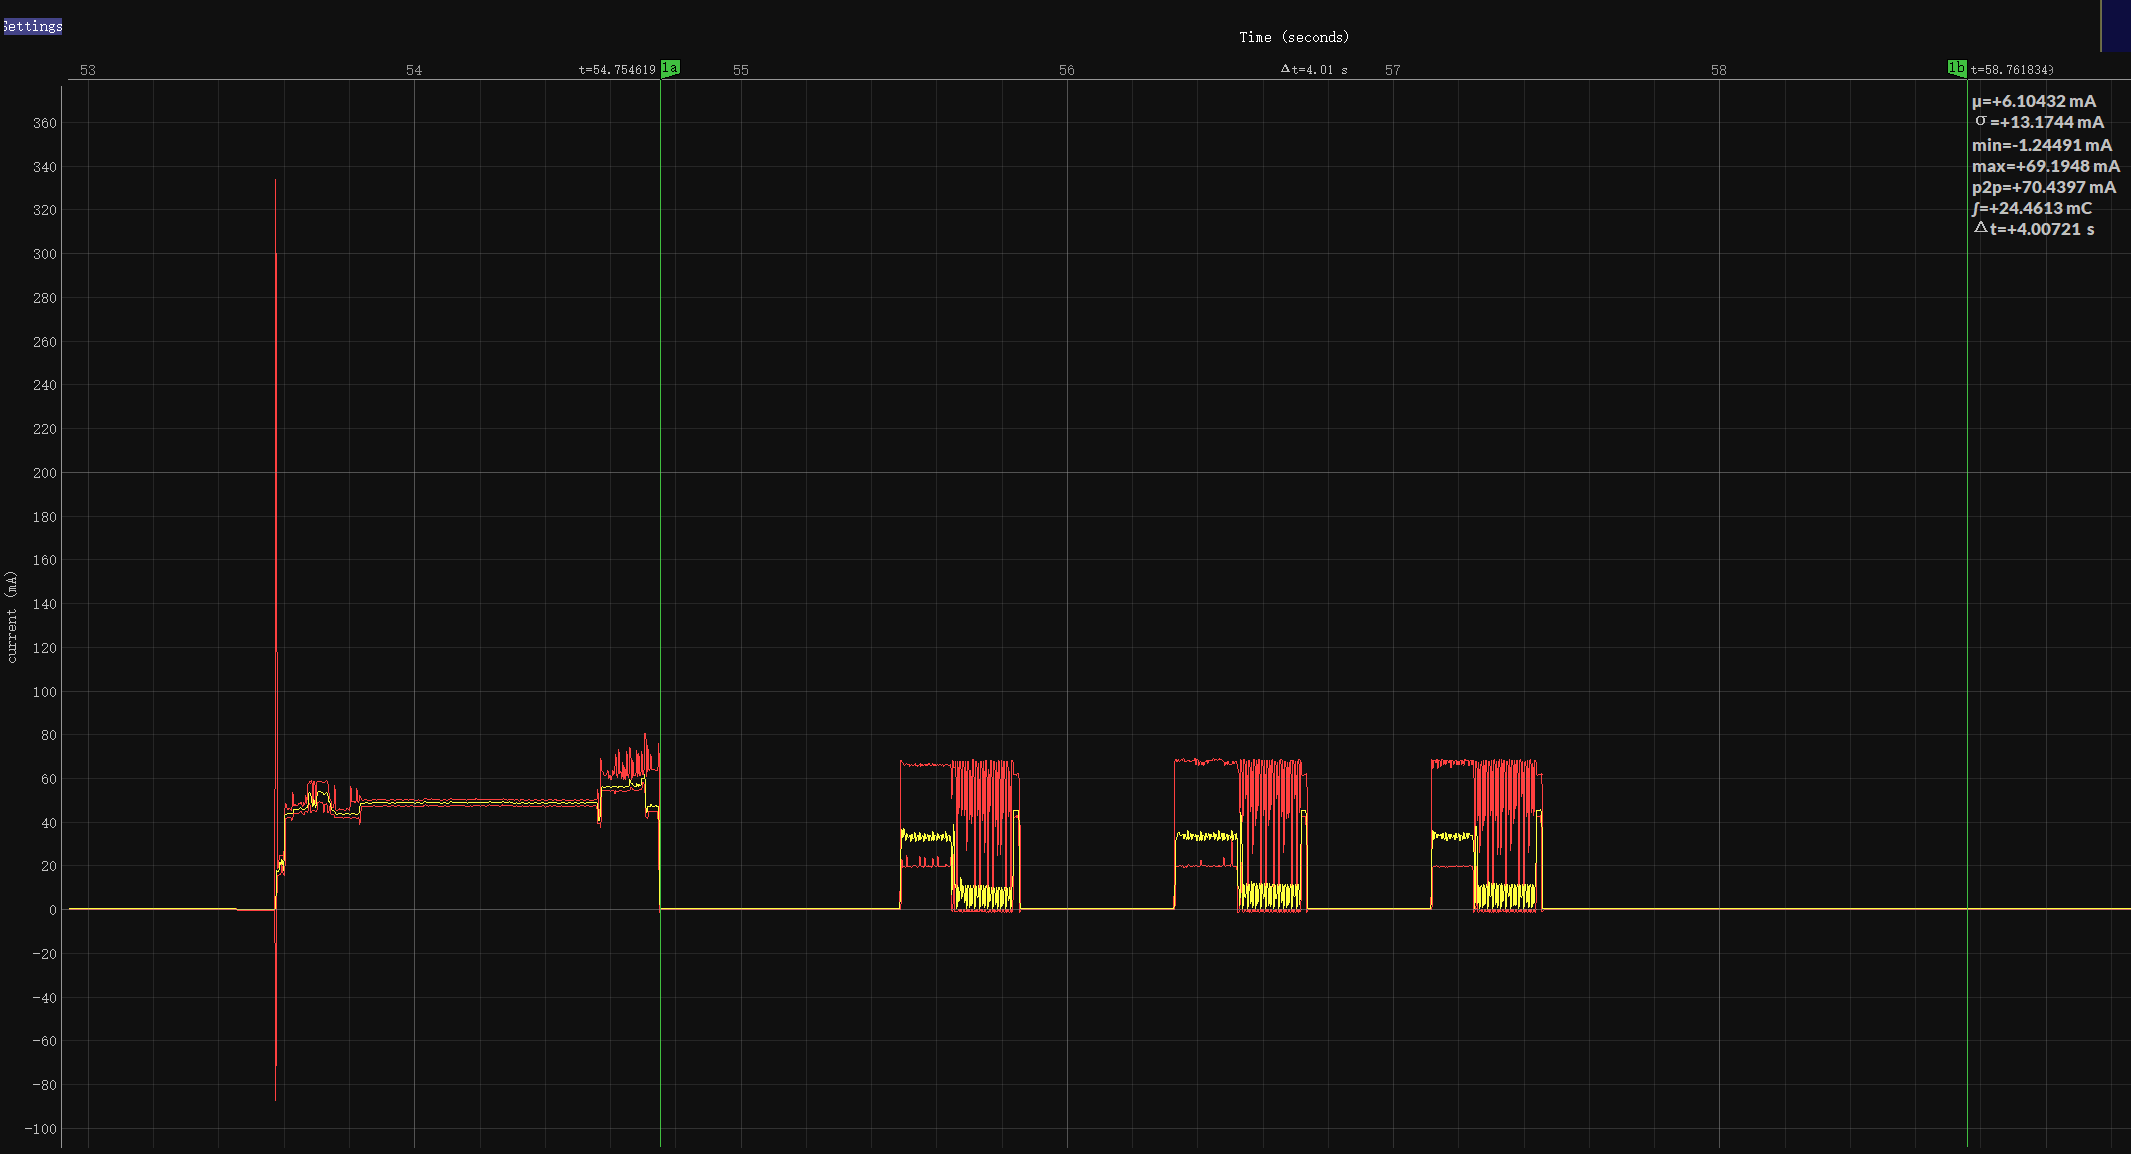 Settings
Time (seconds)
53
54
t=54.754619
1a
55
56
Δt=4.01 s
57
58
1b
t=58.7618349
μ=+6.10432 mA
σ=+13.1744 mA
min=-1.24491 mA
max=+69.1948 mA
p2p=+70.4397 mA
∫=+24.4613 mC
Δt=+4.00721 s
360
340
320
300
280
260
240
220
200
180
160
140
120
100
80
60
40
20
0
-20
-40
-60
-80
-100
current (mA)